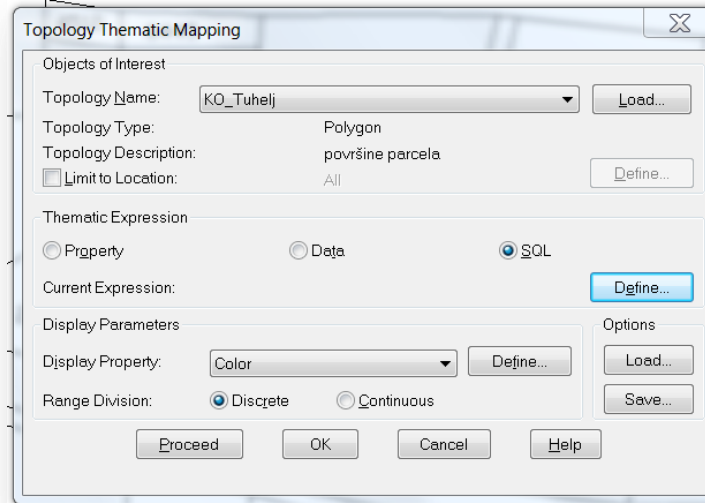 Topology Thematic Mapping
Objects of Interest
Topology Name: KO_Tuhelj Load...
Topology Type: Polygon
Topology Description: površine parcela
Limit to Location: All Define...
Thematic Expression
Property Data SQL
Current Expression: Define...
Display Parameters Options
Display Property: Color Define... Load...
Range Division: Discrete Continuous Save...
Proceed OK Cancel Help